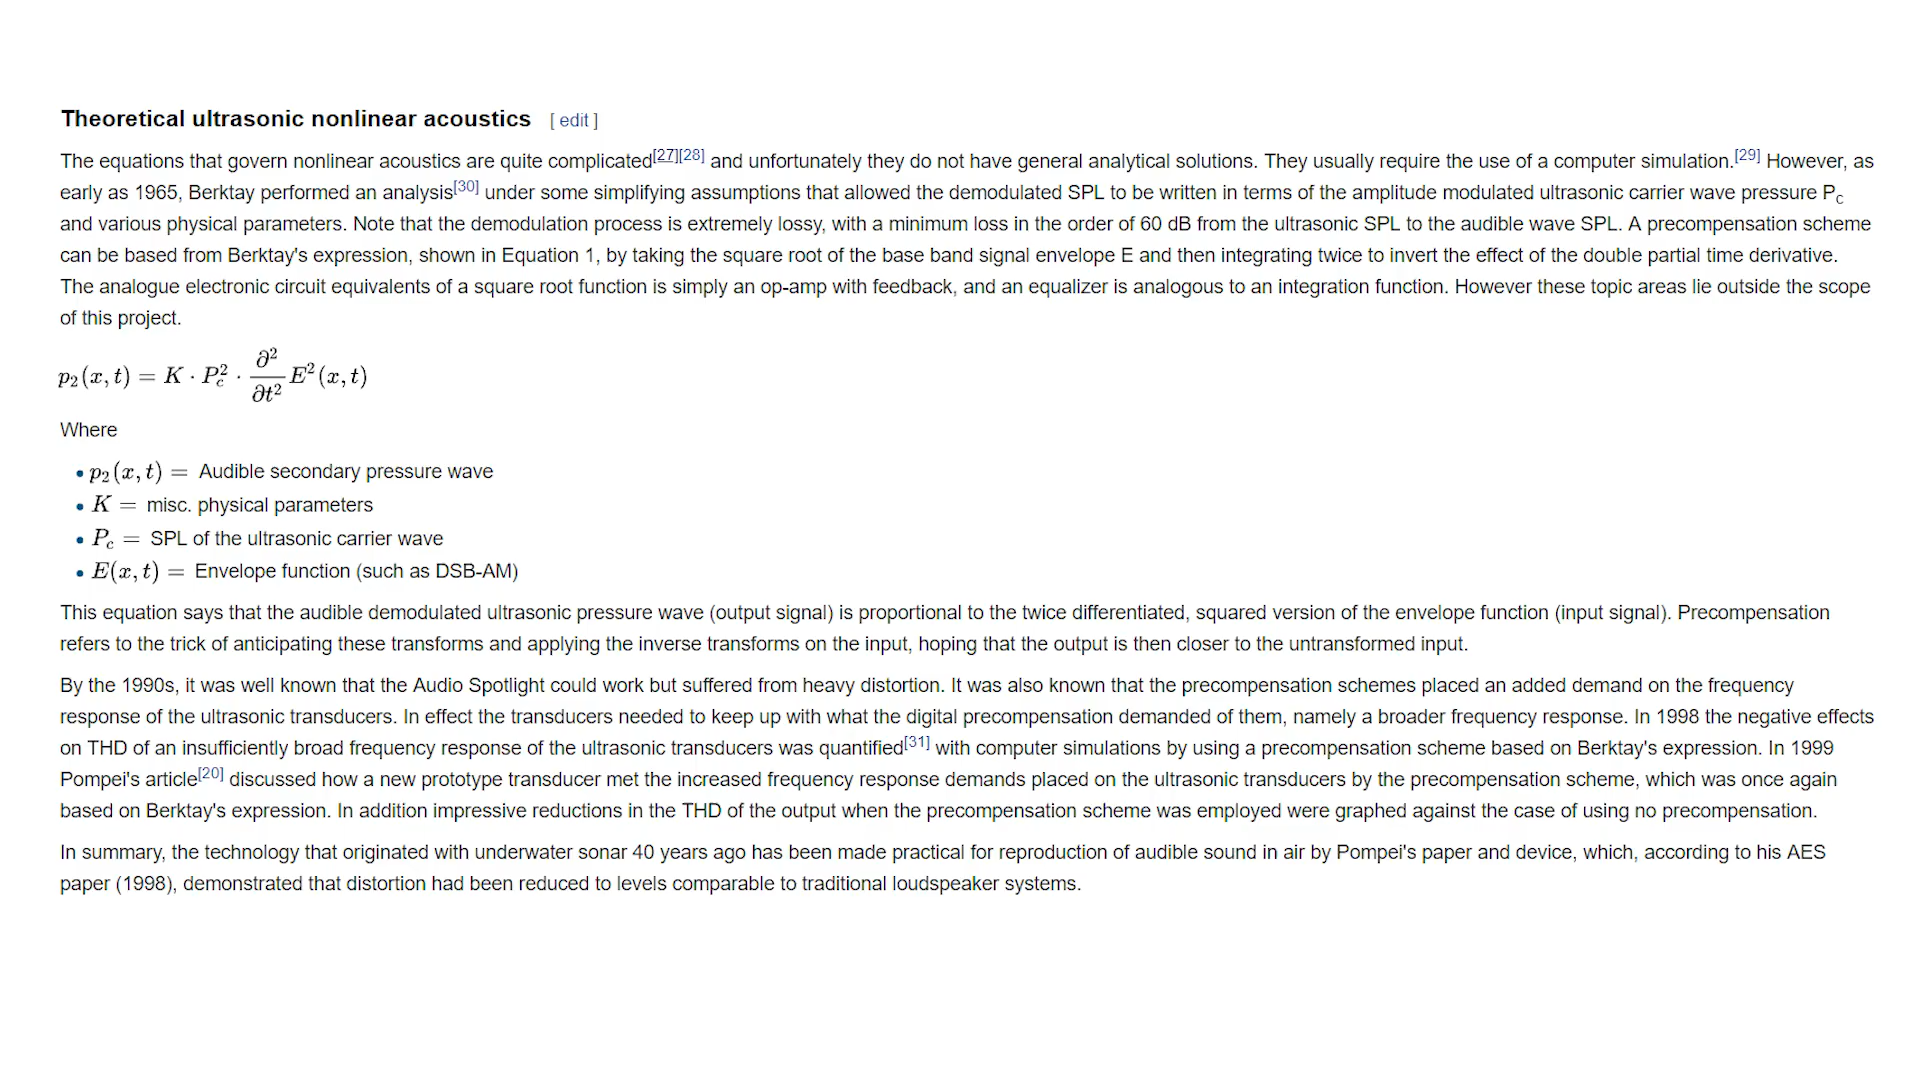 Theoretical ultrasonic nonlinear acoustics [ edit ]
The equations that govern nonlinear acoustics are quite complicated[27][28] and unfortunately they do not have general analytical solutions. They usually require the use of a computer simulation.[29] However, as
early as 1965, Berktay performed an analysis[30] under some simplifying assumptions that allowed the demodulated SPL to be written in terms of the amplitude modulated ultrasonic carrier wave pressure Pc
and various physical parameters. Note that the demodulation process is extremely lossy, with a minimum loss in the order of 60 dB from the ultrasonic SPL to the audible wave SPL. A precompensation scheme
can be based from Berktay's expression, shown in Equation 1, by taking the square root of the base band signal envelope E and then integrating twice to invert the effect of the double partial time derivative.
The analogue electronic circuit equivalents of a square root function is simply an op-amp with feedback, and an equalizer is analogous to an integration function. However these topic areas lie outside the scope
of this project.
p₂(x, t) = K · P_c² · ∂²/∂t² E²(x, t)
Where
• p₂(x, t) = Audible secondary pressure wave
• K = misc. physical parameters
• P_c = SPL of the ultrasonic carrier wave
• E(x, t) = Envelope function (such as DSB-AM)
This equation says that the audible demodulated ultrasonic pressure wave (output signal) is proportional to the twice differentiated, squared version of the envelope function (input signal). Precompensation
refers to the trick of anticipating these transforms and applying the inverse transforms on the input, hoping that the output is then closer to the untransformed input.
By the 1990s, it was well known that the Audio Spotlight could work but suffered from heavy distortion. It was also known that the precompensation schemes placed an added demand on the frequency
response of the ultrasonic transducers. In effect the transducers needed to keep up with what the digital precompensation demanded of them, namely a broader frequency response. In 1998 the negative effects
on THD of an insufficiently broad frequency response of the ultrasonic transducers was quantified[31] with computer simulations by using a precompensation scheme based on Berktay's expression. In 1999
Pompei's article[20] discussed how a new prototype transducer met the increased frequency response demands placed on the ultrasonic transducers by the precompensation scheme, which was once again
based on Berktay's expression. In addition impressive reductions in the THD of the output when the precompensation scheme was employed were graphed against the case of using no precompensation.
In summary, the technology that originated with underwater sonar 40 years ago has been made practical for reproduction of audible sound in air by Pompei's paper and device, which, according to his AES
paper (1998), demonstrated that distortion had been reduced to levels comparable to traditional loudspeaker systems.